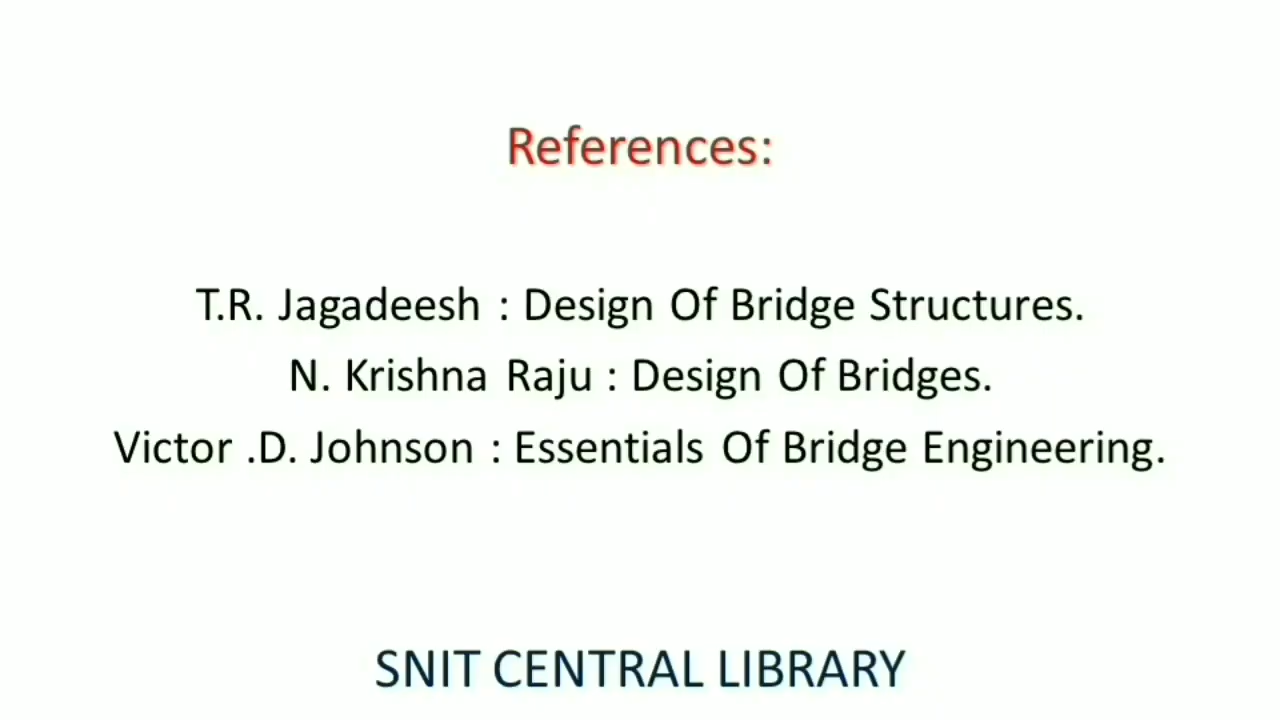 References:
T.R. Jagadeesh : Design Of Bridge Structures.
N. Krishna Raju : Design Of Bridges.
Victor .D. Johnson : Essentials Of Bridge Engineering.
SNIT CENTRAL LIBRARY